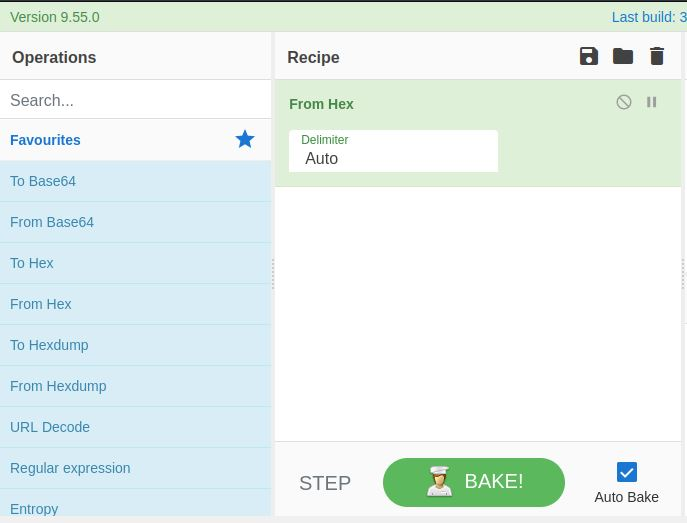 Version 9.55.0
Last build: 3
Operations
Search...
Favourites
To Base64
From Base64
To Hex
From Hex
To Hexdump
From Hexdump
URL Decode
Regular expression
Entropy
Recipe
From Hex
Delimiter
Auto
STEP
BAKE!
Auto Bake